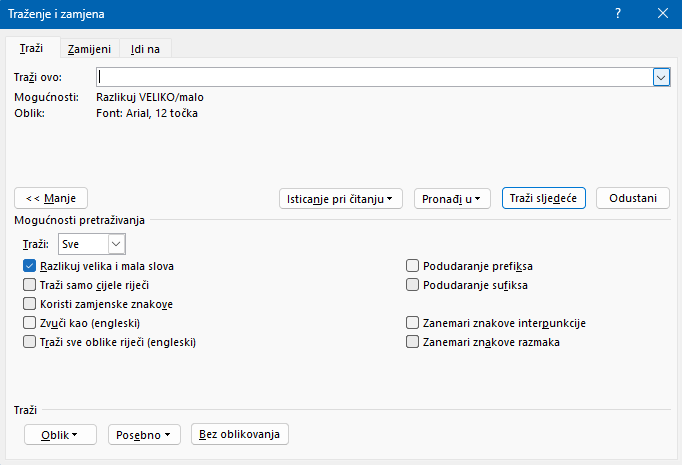 Traženje i zamjena
Traži Zamijeni Idi na
Traži ovo:
Mogućnosti: Razlikuj VELIKO/malo
Oblik: Font: Arial, 12 točka
<< Manje Isticanje pri čitanju Pronađi u Traži sljedeće Odustani
Mogućnosti pretraživanja
Traži: Sve
Razlikuj velika i mala slova Podudaranje prefiksa
Traži samo cijele riječi Podudaranje sufiksa
Koristi zamjenske znakove
Zvuči kao (engleski) Zanemari znakove interpunkcije
Traži sve oblike riječi (engleski) Zanemari znakove razmaka
Traži
Oblik Posebno Bez oblikovanja